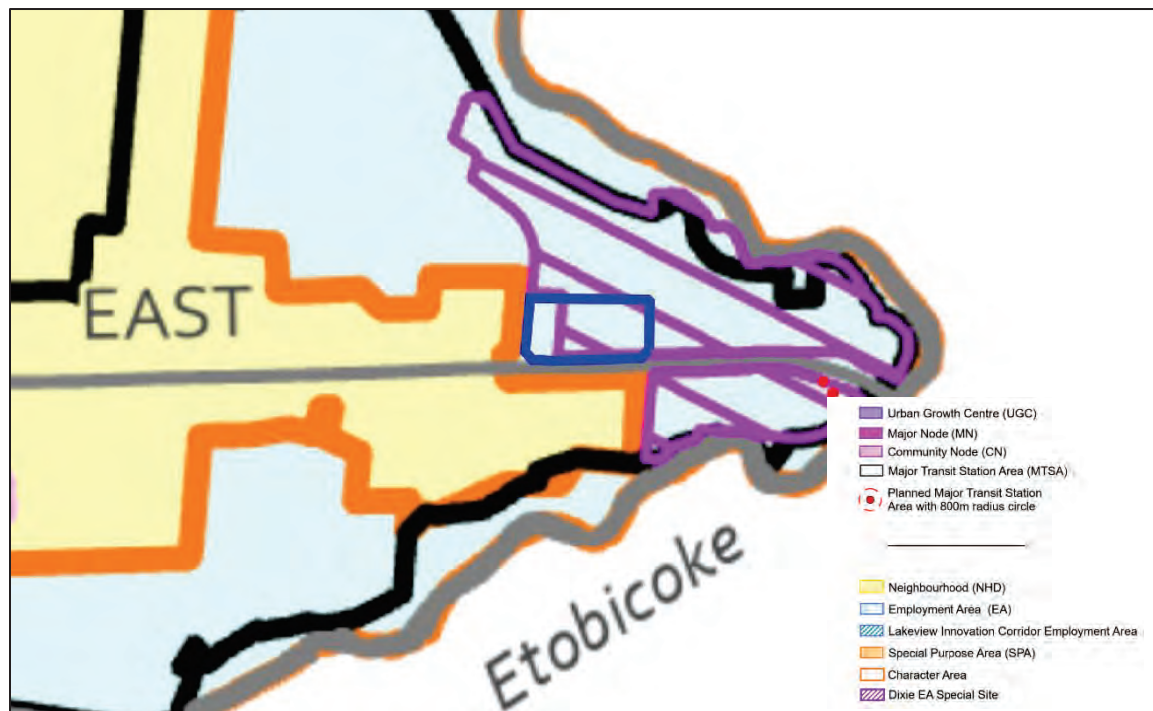 EAST
Etobicoke
Urban Growth Centre (UGC)
Major Node (MN)
Community Node (CN)
Major Transit Station Area (MTSA)
Planned Major Transit Station
Area with 800m radius circle
Neighbourhood (NHD)
Employment Area (EA)
Lakeview Innovation Corridor Employment Area
Special Purpose Area (SPA)
Character Area
Dixie EA Special Site